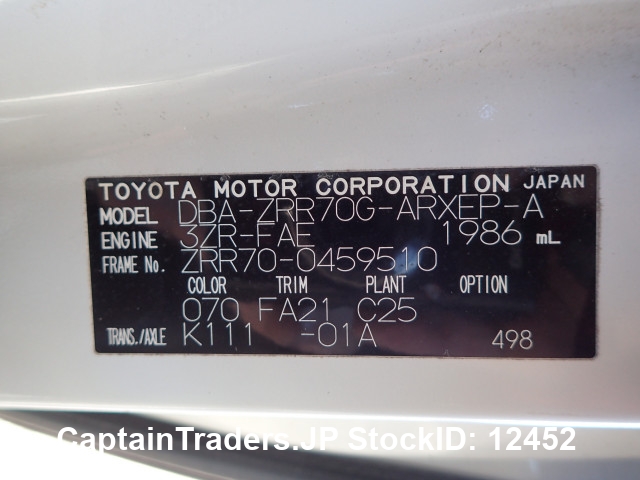 TOYOTA MOTOR CORPORATION JAPAN
MODEL DBA-ZRR70G-ARXEP-A
ENGINE 3ZR-FAE 1986 mL
FRAME No. ZRR70-0459510
COLOR TRIM PLANT OPTION
070 FA21 C25
TRANS./AXLE K111 -01A 498
CaptainTraders.JP StockID: 12452